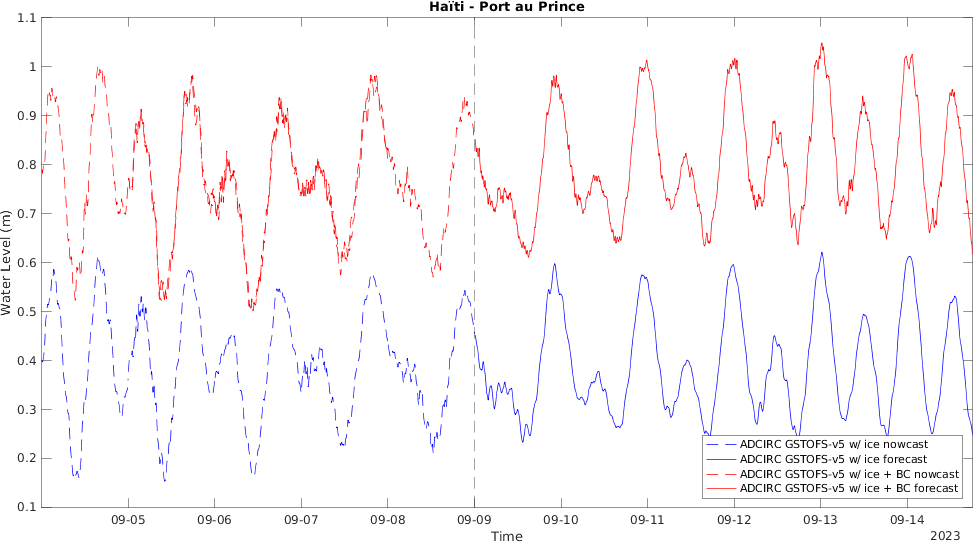 Haïti - Port au Prince
1.1
1
0.9
0.8
0.7
0.6
0.5
0.4
0.3
0.2
0.1
Water Level (m)
ADCIRC GSTOFS-v5 w/ ice nowcast
ADCIRC GSTOFS-v5 w/ ice forecast
ADCIRC GSTOFS-v5 w/ ice + BC nowcast
ADCIRC GSTOFS-v5 w/ ice + BC forecast
09-05 09-06 09-07 09-08 09-09 09-10 09-11 09-12 09-13 09-14
Time
2023